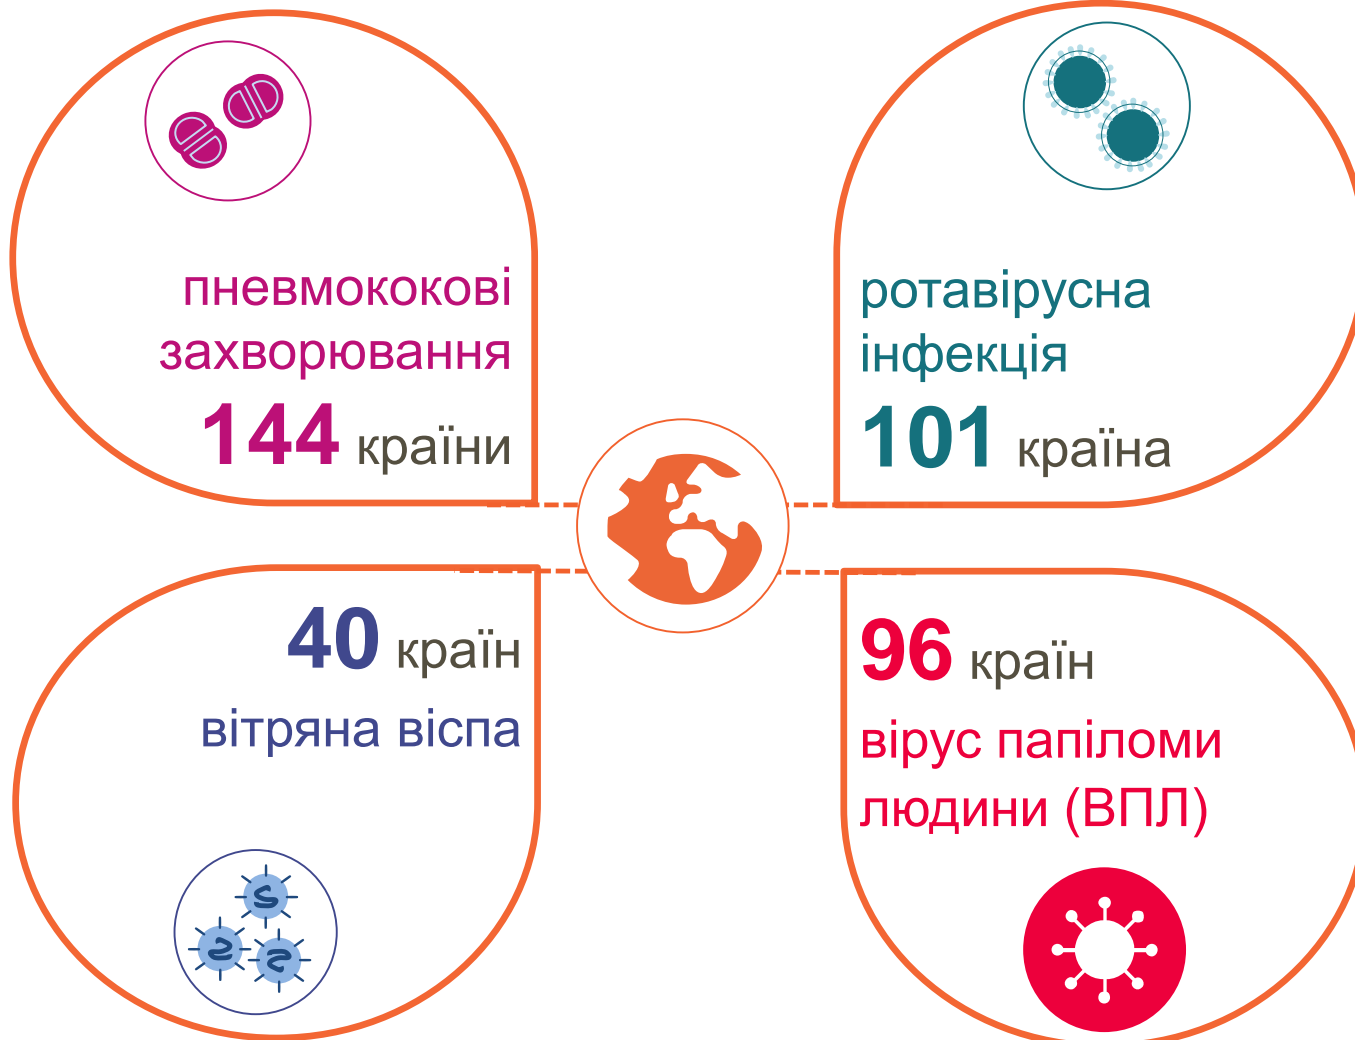 пневмококові
захворювання
144 країни
ротавірусна
інфекція
101 країна
40 країн
вітряна віспа
96 країн
вірус папіломи
людини (ВПЛ)